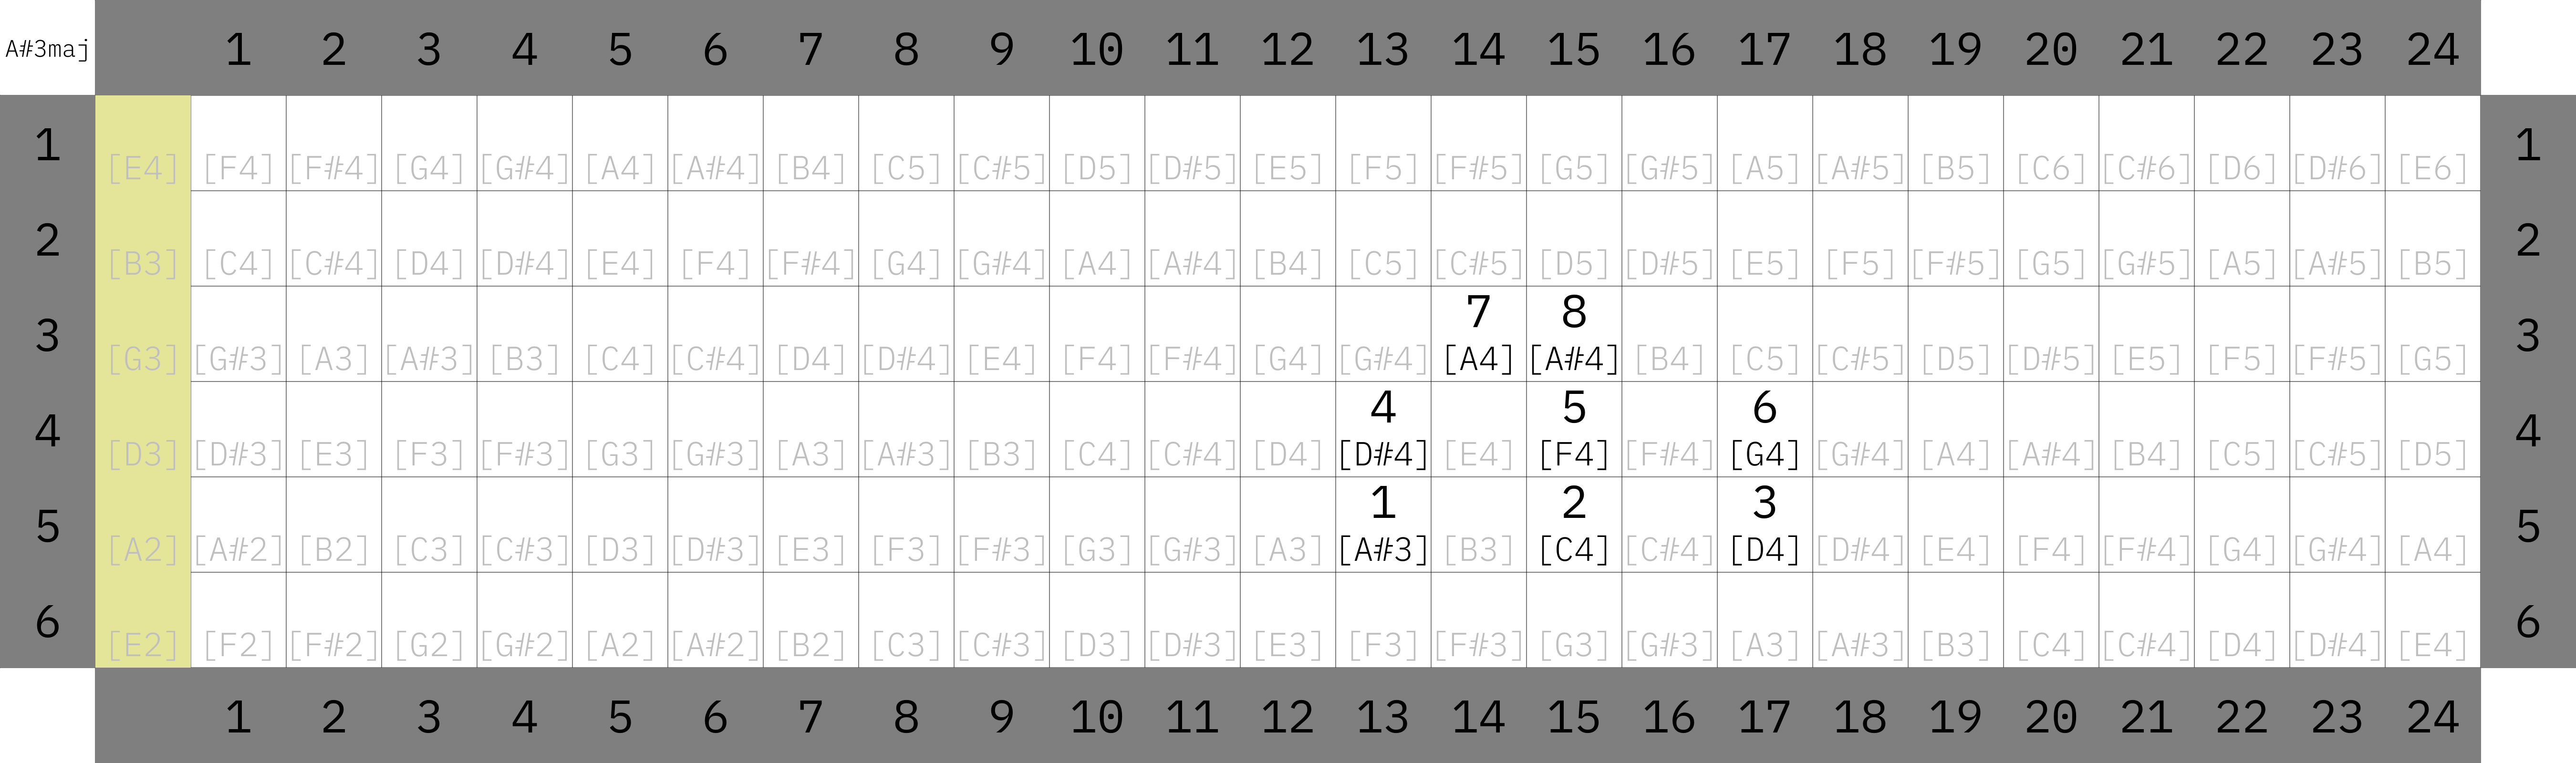 A#3maj 1 2 3 4 5 6 7 8 9 10 11 12 13 14 15 16 17 18 19 20 21 22 23 24
1 [E4] [F4] [F#4] [G4] [G#4] [A4] [A#4] [B4] [C5] [C#5] [D5] [D#5] [E5] [F5] [F#5] [G5] [G#5] [A5] [A#5] [B5] [C6] [C#6] [D6] [D#6] [E6] 1
2 [B3] [C4] [C#4] [D4] [D#4] [E4] [F4] [F#4] [G4] [G#4] [A4] [A#4] [B4] [C5] [C#5] [D5] [D#5] [E5] [F5] [F#5] [G5] [G#5] [A5] [A#5] [B5] 2
7 8
3 [G3] [G#3] [A3] [A#3] [B3] [C4] [C#4] [D4] [D#4] [E4] [F4] [F#4] [G4] [G#4] [A4] [A#4] [B4] [C5] [C#5] [D5] [D#5] [E5] [F5] [F#5] [G5] 3
4 5 6
4 [D3] [D#3] [E3] [F3] [F#3] [G3] [G#3] [A3] [A#3] [B3] [C4] [C#4] [D4] [D#4] [E4] [F4] [F#4] [G4] [G#4] [A4] [A#4] [B4] [C5] [C#5] [D5] 4
1 2 3
5 [A2] [A#2] [B2] [C3] [C#3] [D3] [D#3] [E3] [F3] [F#3] [G3] [G#3] [A3] [A#3] [B3] [C4] [C#4] [D4] [D#4] [E4] [F4] [F#4] [G4] [G#4] [A4] 5
6 [E2] [F2] [F#2] [G2] [G#2] [A2] [A#2] [B2] [C3] [C#3] [D3] [D#3] [E3] [F3] [F#3] [G3] [G#3] [A3] [A#3] [B3] [C4] [C#4] [D4] [D#4] [E4] 6
1 2 3 4 5 6 7 8 9 10 11 12 13 14 15 16 17 18 19 20 21 22 23 24